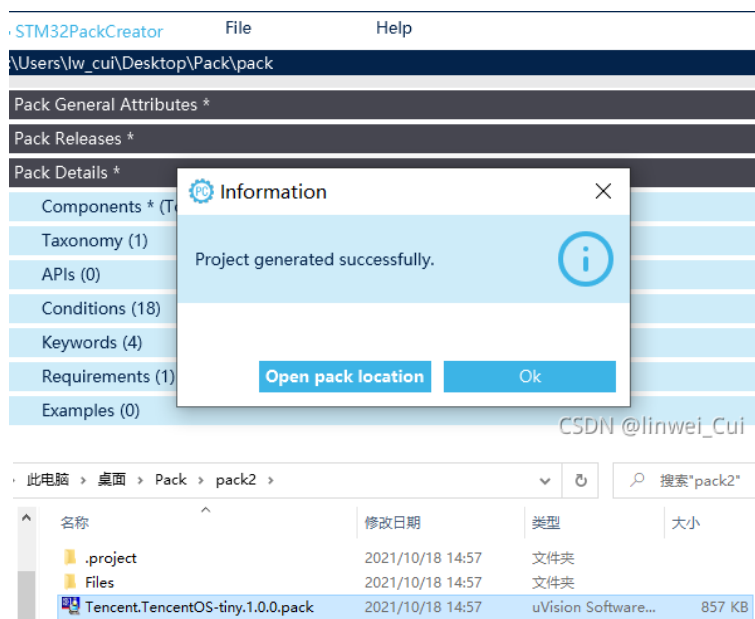 STM32PackCreator File Help
:\Users\lw_cui\Desktop\Pack\pack
Pack General Attributes *
Pack Releases *
Pack Details *
Components * (T
Taxonomy (1)
APIs (0)
Conditions (18)
Keywords (4)
Requirements (1)
Examples (0)
Information
Project generated successfully.
Open pack location Ok
CSDN @linwei_Cui
此电脑 › 桌面 › Pack › pack2 › 搜索"pack2"
名称 修改日期 类型 大小
.project 2021/10/18 14:57 文件夹
Files 2021/10/18 14:57 文件夹
Tencent.TencentOS-tiny.1.0.0.pack 2021/10/18 14:57 uVision Software... 857 KB